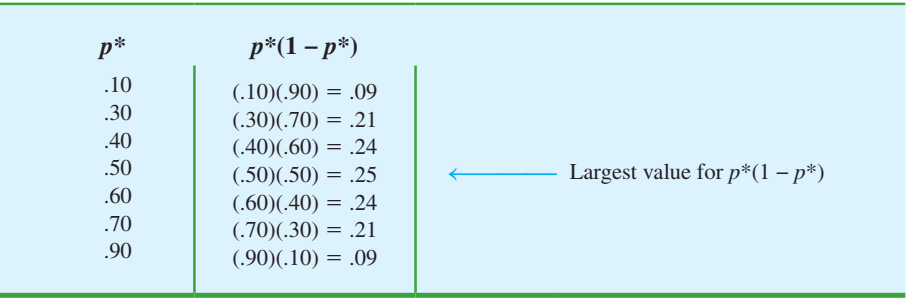 p* p*(1 – p*)
.10 (.10)(.90) = .09
.30 (.30)(.70) = .21
.40 (.40)(.60) = .24
.50 (.50)(.50) = .25 ← Largest value for p*(1 – p*)
.60 (.60)(.40) = .24
.70 (.70)(.30) = .21
.90 (.90)(.10) = .09